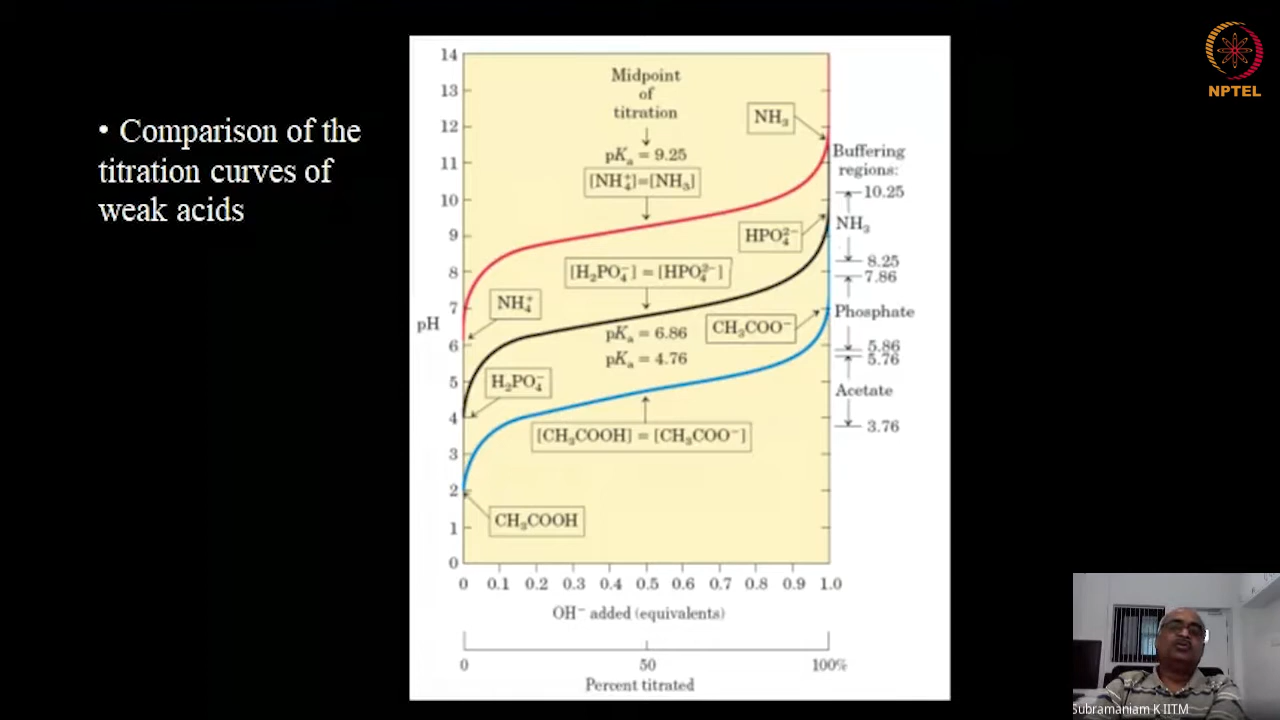 • Comparison of the
titration curves of
weak acids
NPTEL
14
13
12
11
10
9
8
7
pH
6
5
4
3
2
1
0
Midpoint
of
titration
pKₐ = 9.25
[NH₄⁺]=[NH₃]
NH₃
HPO₄²⁻
[H₂PO₄⁻] = [HPO₄²⁻]
NH₄⁺
pKₐ = 6.86
CH₃COO⁻
pKₐ = 4.76
H₂PO₄⁻
[CH₃COOH] = [CH₃COO⁻]
CH₃COOH
Buffering
regions:
10.25
NH₃
8.25
7.86
Phosphate
5.86
5.76
Acetate
3.76
0 0.1 0.2 0.3 0.4 0.5 0.6 0.7 0.8 0.9 1.0
OH⁻ added (equivalents)
0 50 100%
Percent titrated
Subramaniam K IITM